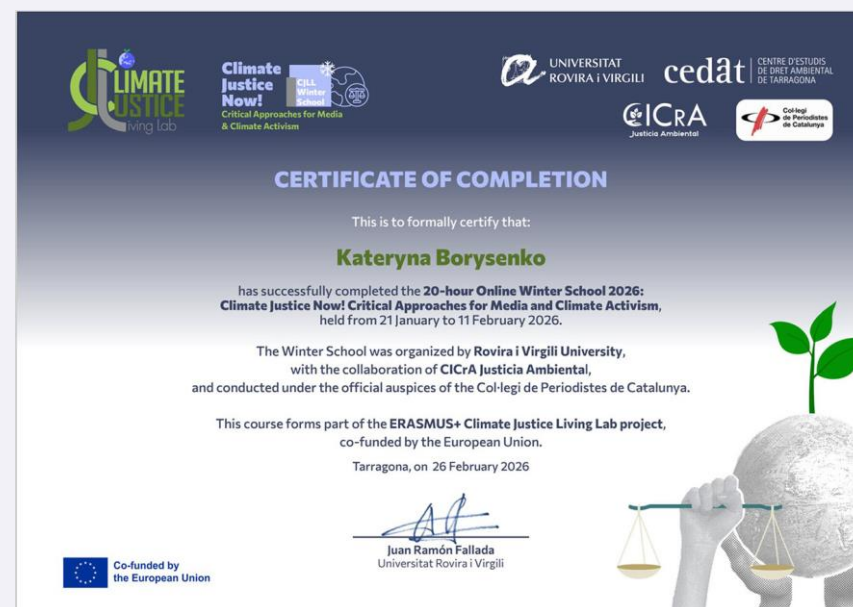 CLIMATE
JUSTICE
Living Lab
Climate
Justice
Now!
CJLL
Winter
School
Critical Approaches for Media
& Climate Activism
UNIVERSITAT
ROVIRA i VIRGILI
cedat
CENTRE D'ESTUDIS
DE DRET AMBIENTAL
DE TARRAGONA
CICRA
Justicia Ambiental
Col·legi
de Periodistes
de Catalunya
CERTIFICATE OF COMPLETION
This is to formally certify that:
Kateryna Borysenko
has successfully completed the 20-hour Online Winter School 2026:
Climate Justice Now! Critical Approaches for Media and Climate Activism,
held from 21 January to 11 February 2026.
The Winter School was organized by Rovira i Virgili University,
with the collaboration of CICrA Justicia Ambiental,
and conducted under the official auspices of the Col·legi de Periodistes de Catalunya.
This course forms part of the ERASMUS+ Climate Justice Living Lab project,
co-funded by the European Union.
Tarragona, on 26 February 2026
Juan Ramón Fallada
Universitat Rovira i Virgili
Co-funded by
the European Union